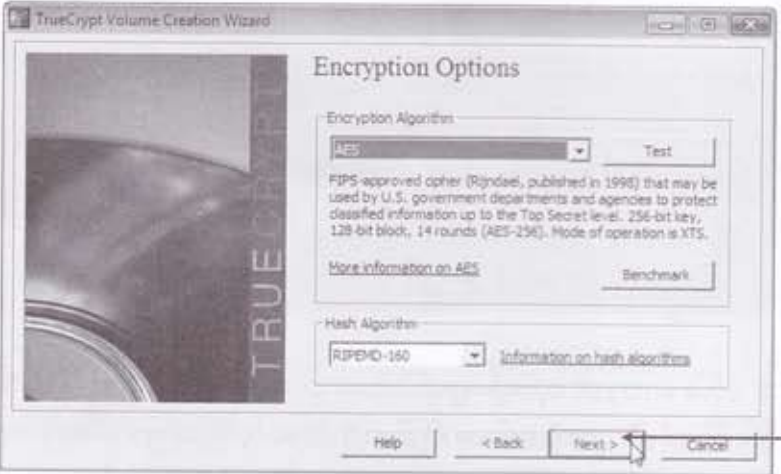 TrueCrypt Volume Creation Wizard
TRUECRYPT
Encryption Options
Encryption Algorithm
AES
Test
FIPS-approved cipher (Rijndael, published in 1998) that may be
used by U.S. government departments and agencies to protect
classified information up to the Top Secret level. 256-bit key,
128-bit block, 14 rounds (AES-256). Mode of operation is XTS.
More information on AES
Benchmark
Hash Algorithm
RIPEMD-160
Information on hash algorithms
Help
< Back
Next >
Cancel